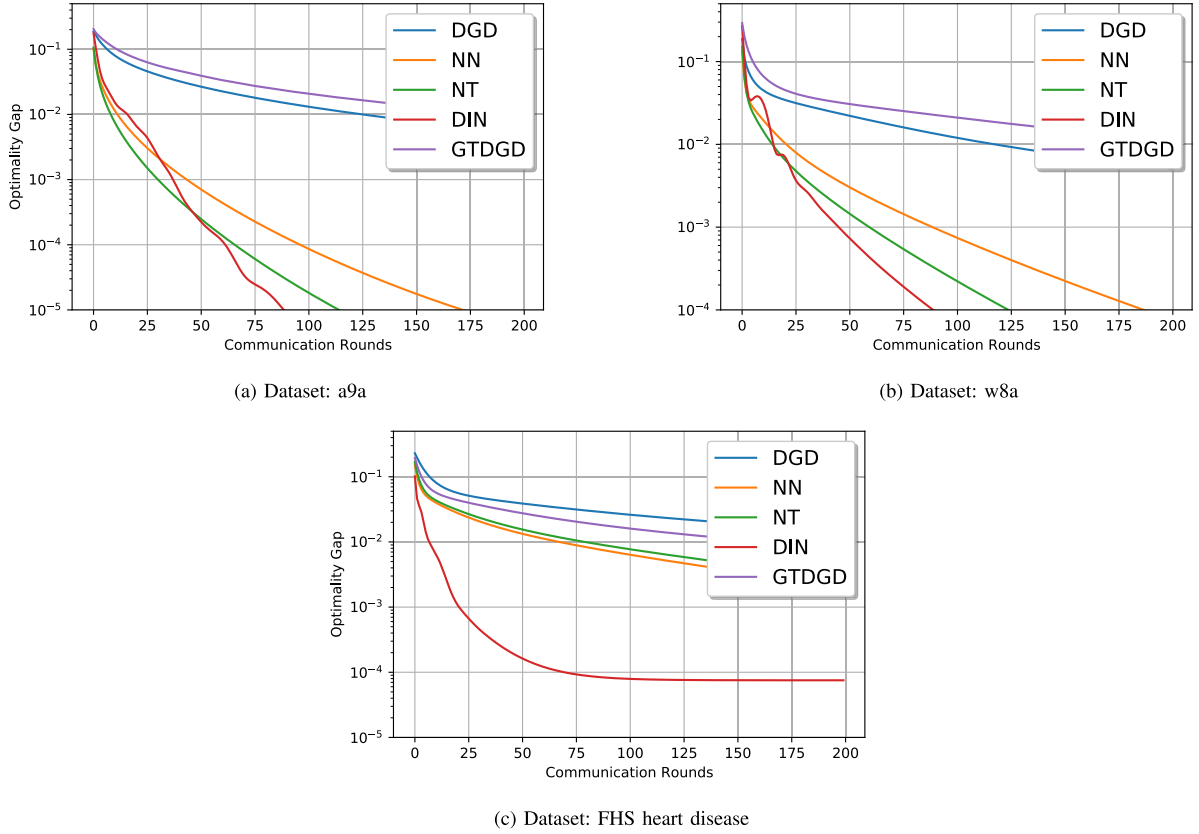 DGD
NN
NT
DIN
GTDGD
Optimality Gap
10⁻¹
10⁻²
10⁻³
10⁻⁴
10⁻⁵
0 25 50 75 100 125 150 175 200
Communication Rounds
(a) Dataset: a9a
DGD
NN
NT
DIN
GTDGD
10⁻¹
10⁻²
10⁻³
10⁻⁴
0 25 50 75 100 125 150 175 200
Communication Rounds
(b) Dataset: w8a
DGD
NN
NT
DIN
GTDGD
Optimality Gap
10⁻¹
10⁻²
10⁻³
10⁻⁴
10⁻⁵
0 25 50 75 100 125 150 175 200
Communication Rounds
(c) Dataset: FHS heart disease